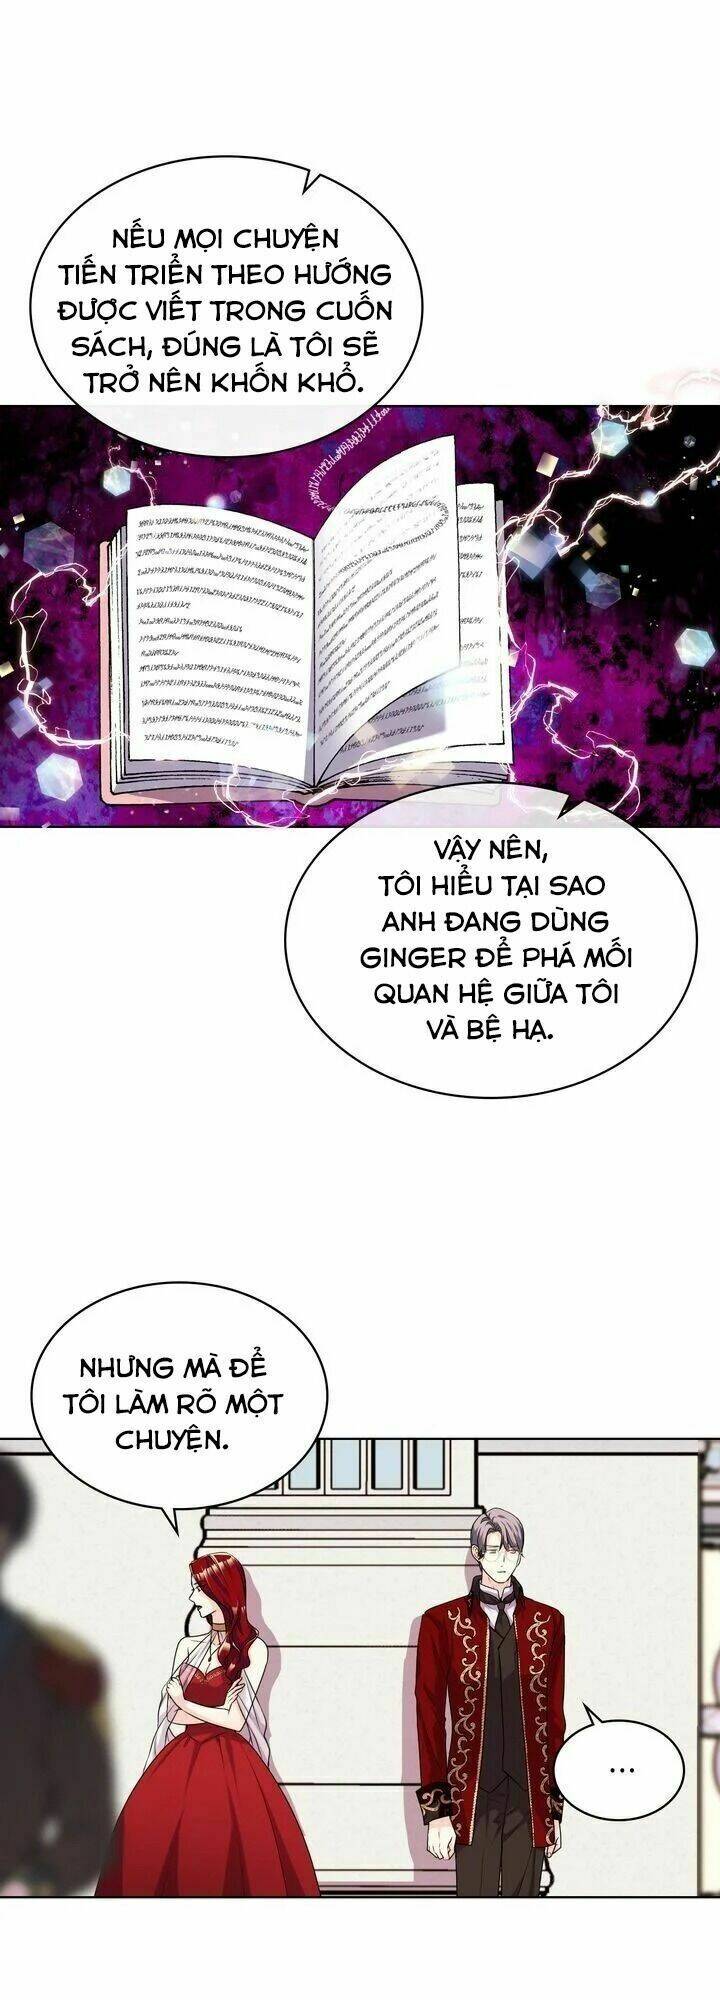 NẾU MỌI CHUYỆN
TIẾN TRIỂN THEO HƯỚNG
ĐƯỢC VIẾT TRONG CUỐN
SÁCH, ĐÚNG LÀ TÔI SẼ
TRỞ NÊN KHỐN KHỔ.
VẬY NÊN,
TÔI HIỂU TẠI SAO
ANH ĐANG DÙNG
GINGER ĐỂ PHÁ MỐI
QUAN HỆ GIỮA TÔI
VÀ BỆ HẠ.
NHƯNG MÀ ĐỂ
TÔI LÀM RÕ MỘT
CHUYỆN.
...